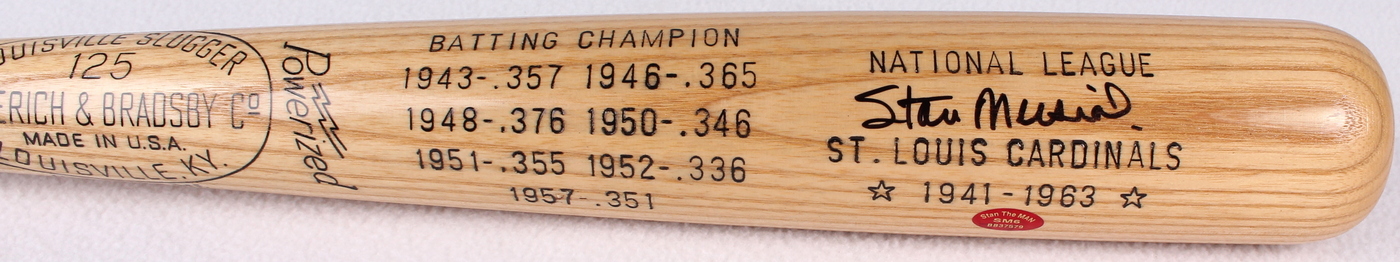 OUISVILLE SLUGGER
125
ERICH & BRADSBY Cº
MADE IN U.S.A.
LOUISVILLE, KY.
Powerized
BATTING CHAMPION
1943-.357 1946-.365
1948-.376 1950-.346
1951-.355 1952-.336
1957-.351
NATIONAL LEAGUE
Stan Musial
ST. LOUIS CARDINALS
☆ 1941-1963 ☆
Stan The MAN